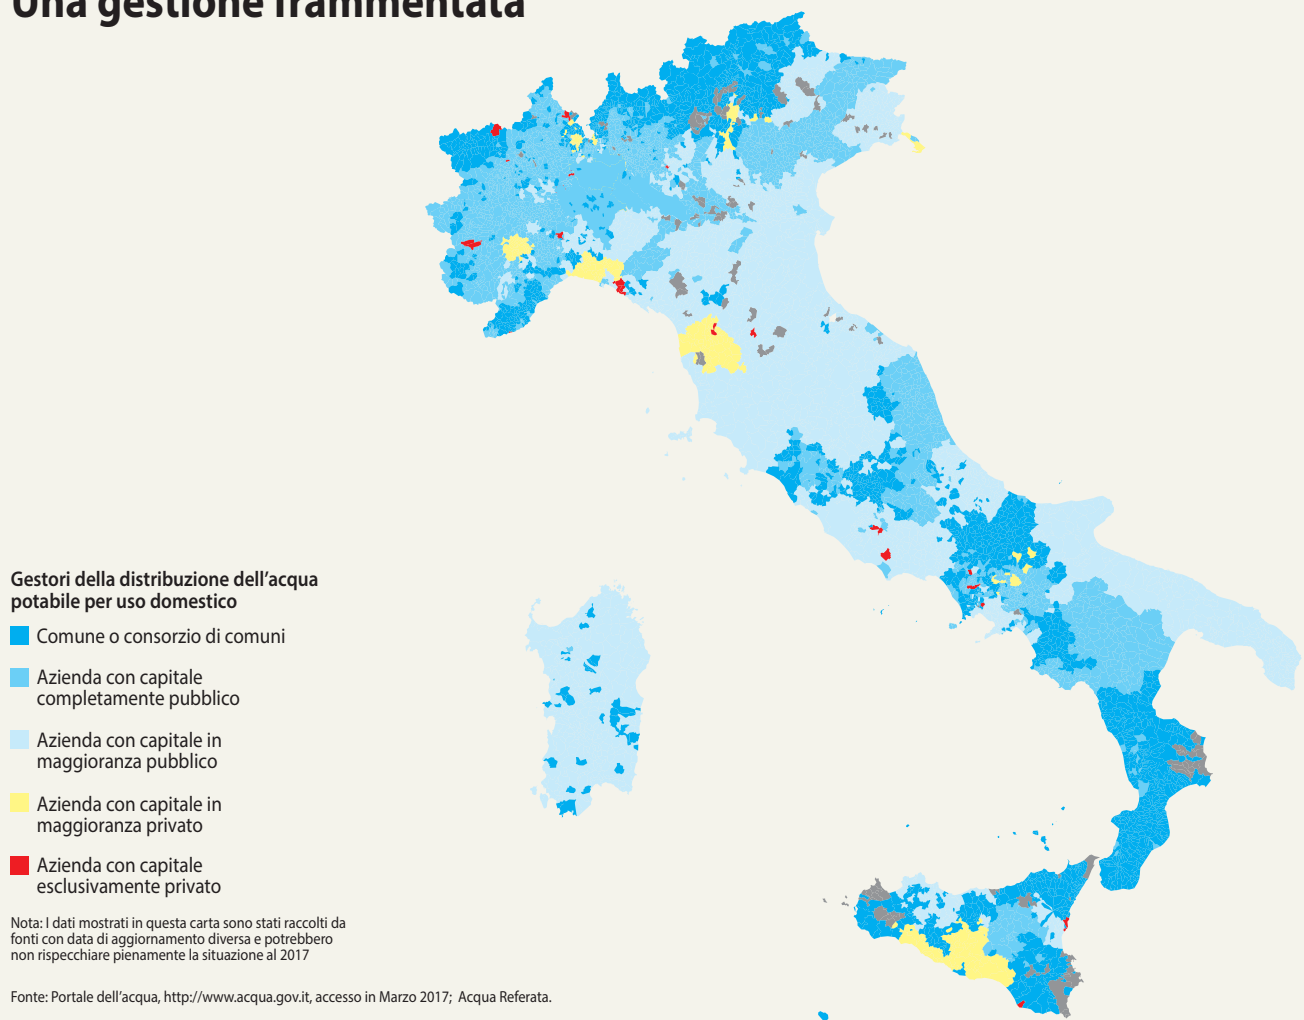 Una gestione frammentata
Gestori della distribuzione dell’acqua
potabile per uso domestico
Comune o consorzio di comuni
Azienda con capitale
completamente pubblico
Azienda con capitale in
maggioranza pubblico
Azienda con capitale in
maggioranza privato
Azienda con capitale
esclusivamente privato
Nota: I dati mostrati in questa carta sono stati raccolti da
fonti con data di aggiornamento diversa e potrebbero
non rispecchiare pienamente la situazione al 2017
Fonte: Portale dell’acqua, http://www.acqua.gov.it, accesso in Marzo 2017; Acqua Referata.